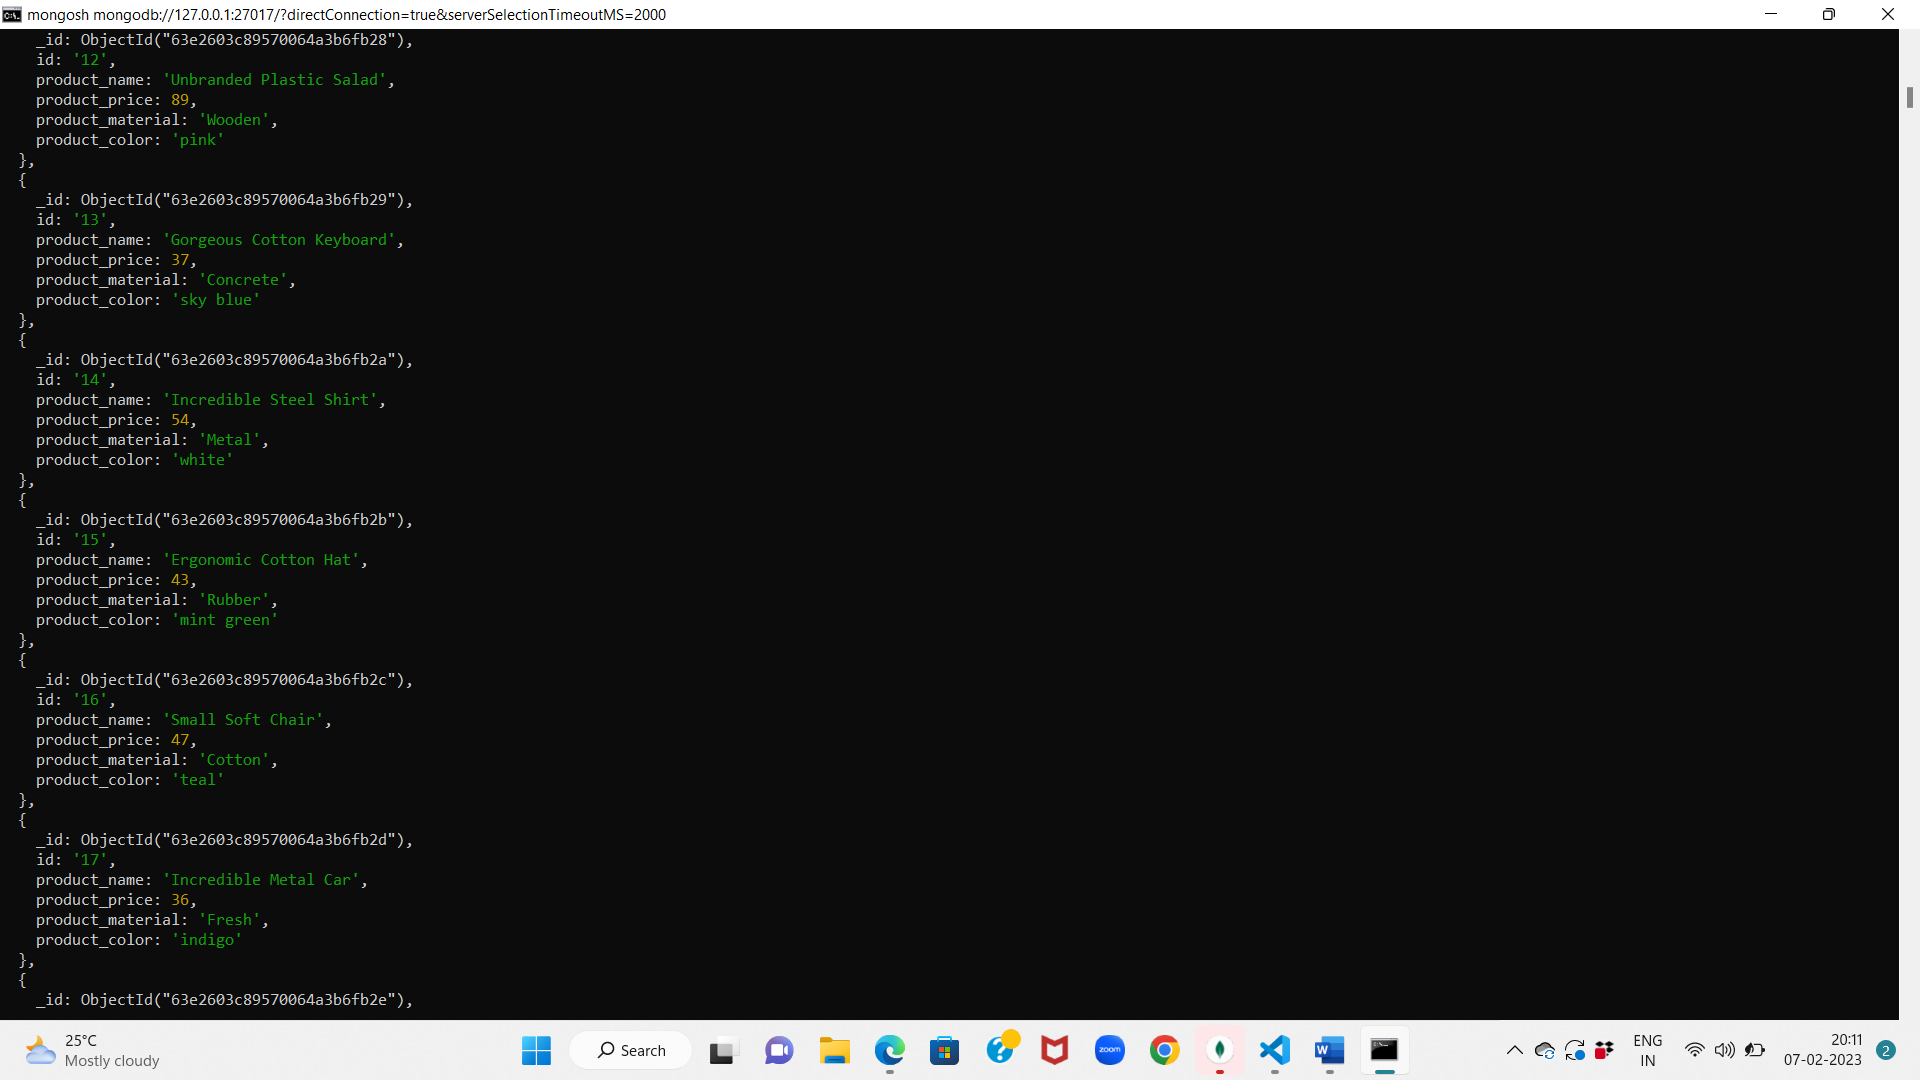 mongosh mongodb://127.0.0.1:27017/?directConnection=true&serverSelectionTimeoutMS=2000
_id: ObjectId("63e2603c89570064a3b6fb28"),
id: '12',
product_name: 'Unbranded Plastic Salad',
product_price: 89,
product_material: 'Wooden',
product_color: 'pink'
},
{
_id: ObjectId("63e2603c89570064a3b6fb29"),
id: '13',
product_name: 'Gorgeous Cotton Keyboard',
product_price: 37,
product_material: 'Concrete',
product_color: 'sky blue'
},
{
_id: ObjectId("63e2603c89570064a3b6fb2a"),
id: '14',
product_name: 'Incredible Steel Shirt',
product_price: 54,
product_material: 'Metal',
product_color: 'white'
},
{
_id: ObjectId("63e2603c89570064a3b6fb2b"),
id: '15',
product_name: 'Ergonomic Cotton Hat',
product_price: 43,
product_material: 'Rubber',
product_color: 'mint green'
},
{
_id: ObjectId("63e2603c89570064a3b6fb2c"),
id: '16',
product_name: 'Small Soft Chair',
product_price: 47,
product_material: 'Cotton',
product_color: 'teal'
},
{
_id: ObjectId("63e2603c89570064a3b6fb2d"),
id: '17',
product_name: 'Incredible Metal Car',
product_price: 36,
product_material: 'Fresh',
product_color: 'indigo'
},
{
_id: ObjectId("63e2603c89570064a3b6fb2e"),
25°C
Mostly cloudy
Search
zoom
W
ENG
IN
20:11
07-02-2023
2